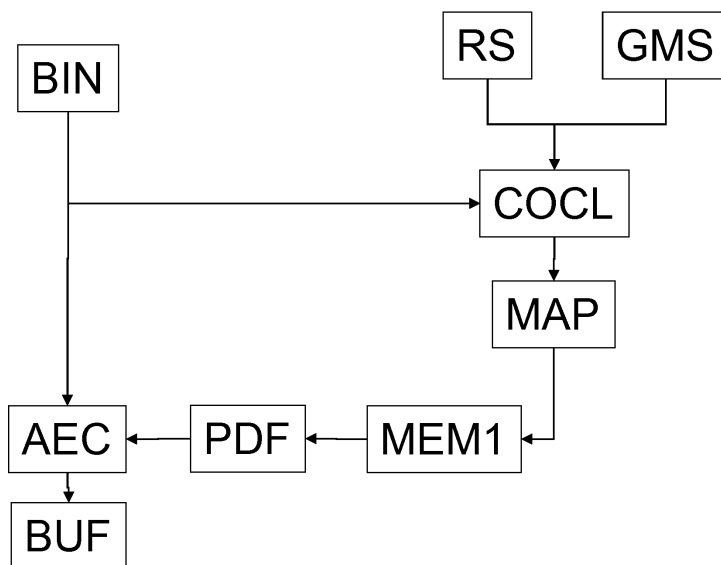 RS
GMS
BIN
COCL
MAP
AEC
PDF
MEM1
BUF